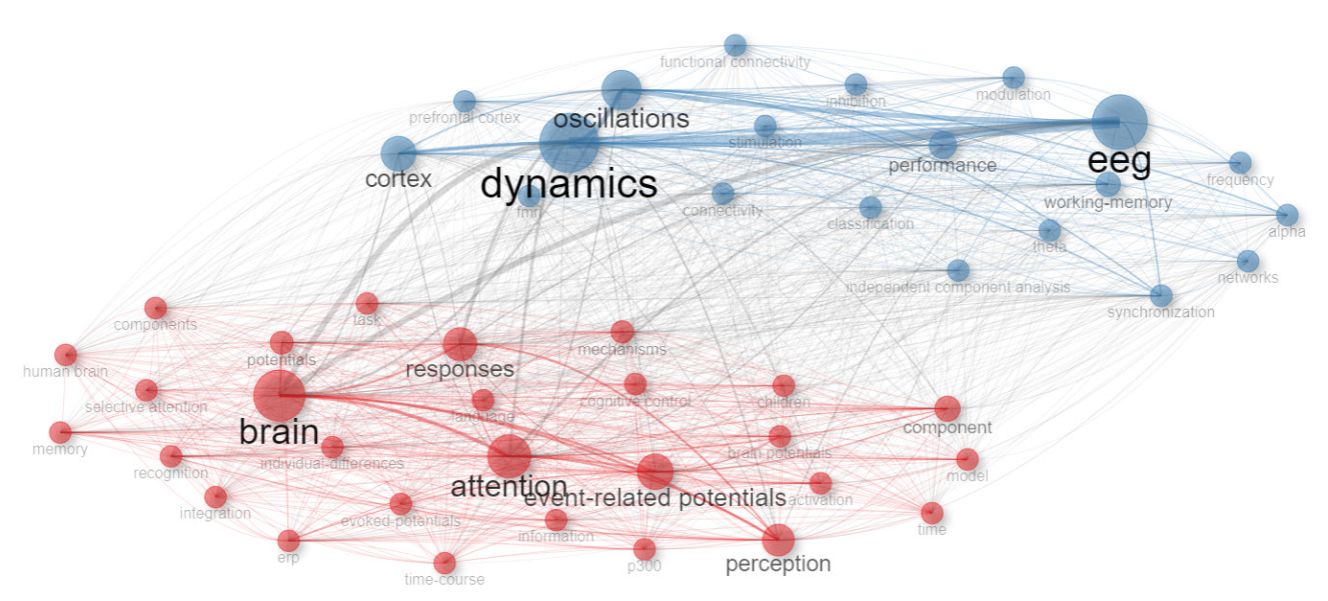 functional connectivity
inhibition
modulation
prefrontal cortex
oscillations
stimulation
performance
eeg
cortex
dynamics
frequency
working-memory
fmri
connectivity
classification
theta
alpha
networks
independent component analysis
synchronization
components
task
potentials
responses
mechanisms
human brain
selective attention
language
cognitive control
children
brain
component
memory
recognition
individual-differences
brain potentials
model
attention
event-related potentials
activation
integration
evoked-potentials
information
time
erp
time-course
p300
perception